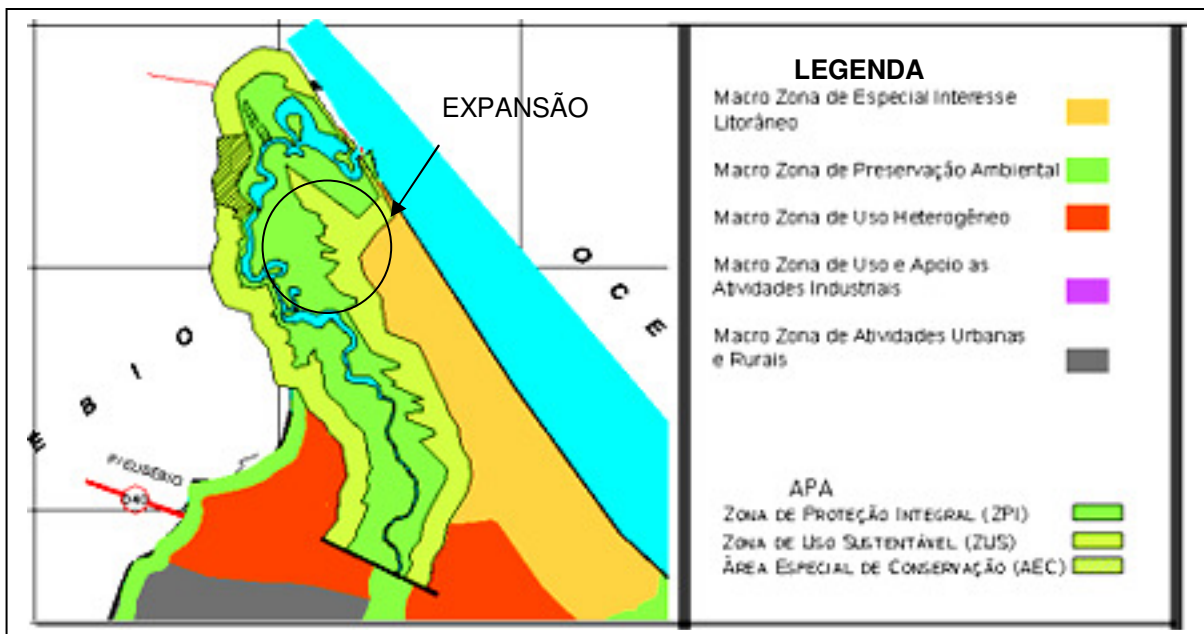 EXPANSÃO
O C E
E B I O
P/ EUSÉBIO
LEGENDA
Macro Zona de Especial Interesse
Litorâneo
Macro Zona de Preservação Ambiental
Macro Zona de Uso Heterogêneo
Macro Zona de Uso e Apoio as
Atividades Industriais
Macro Zona de Atividades Urbanas
e Rurais
APA
ZONA DE PROTEÇÃO INTEGRAL (ZPI)
ZONA DE USO SUSTENTÁVEL (ZUS)
ÁREA ESPECIAL DE CONSERVAÇÃO (AEC)